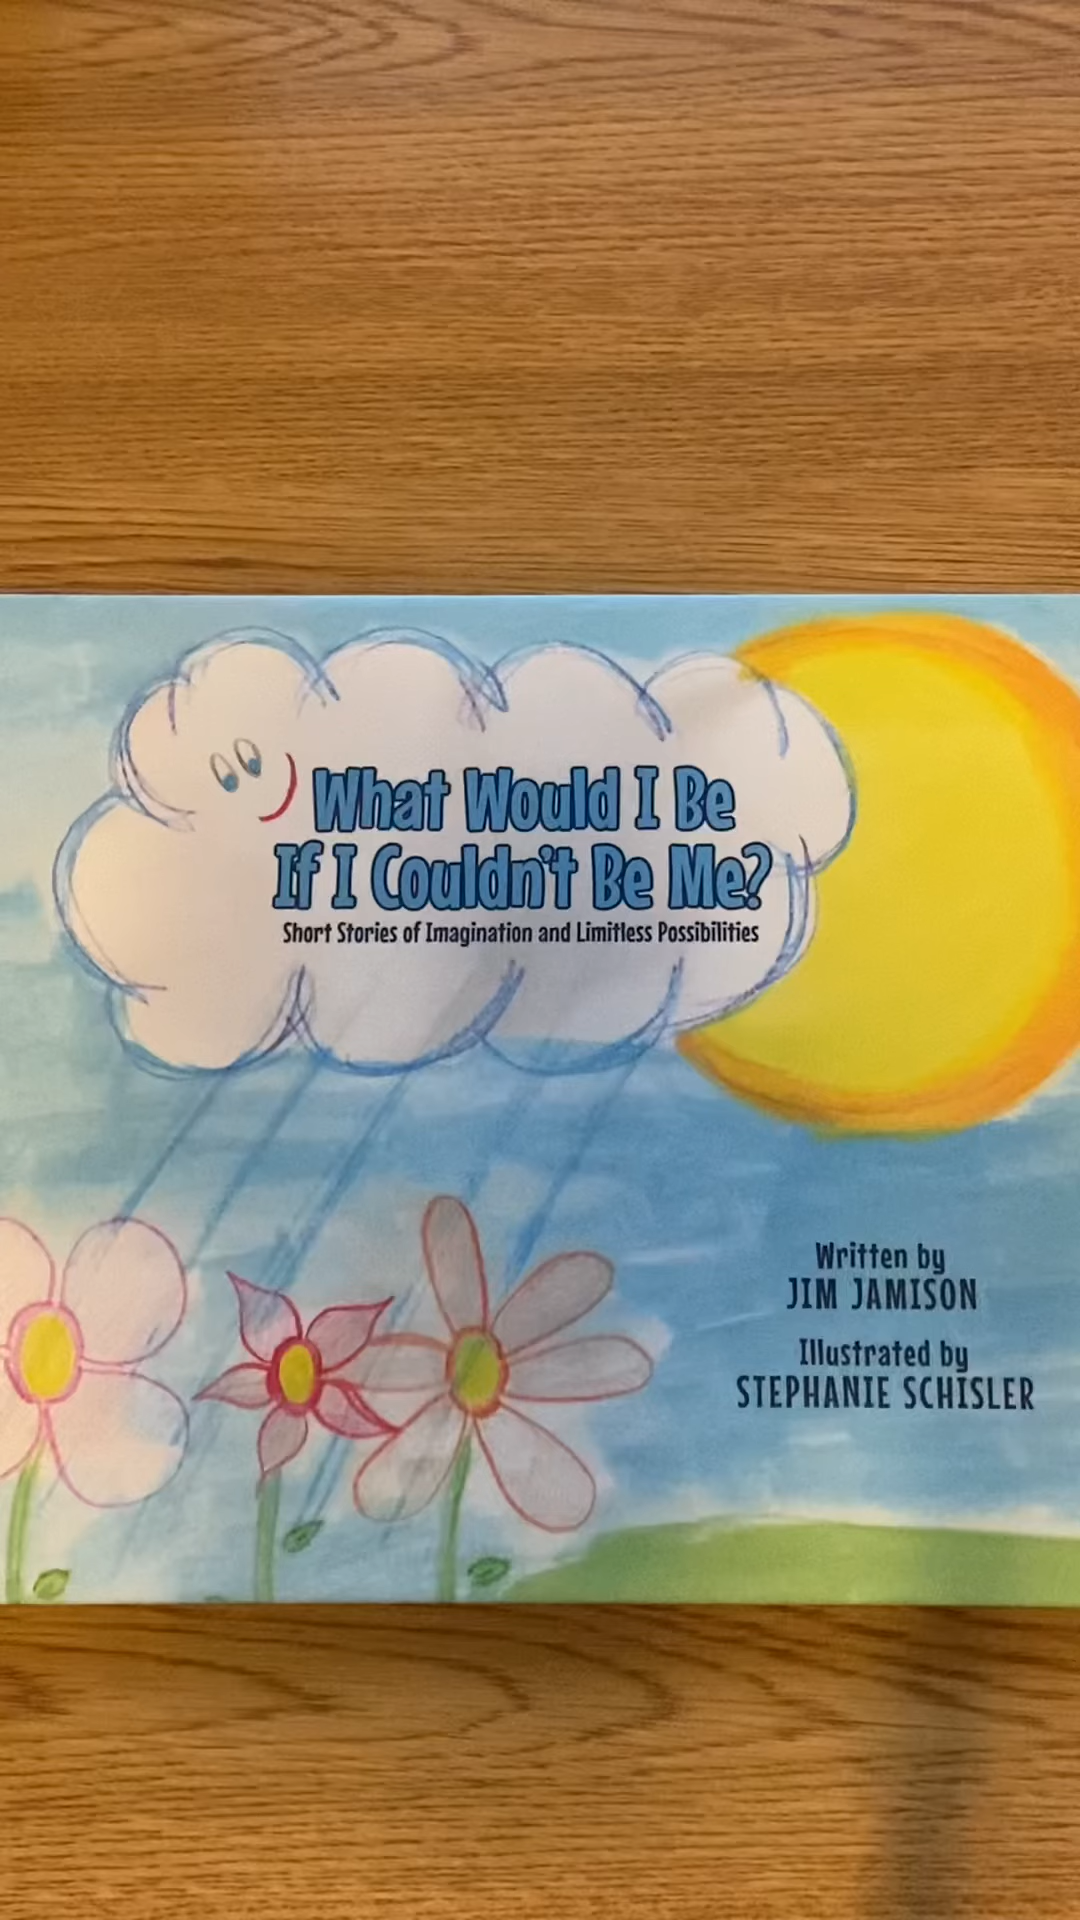 What Would I Be
If I Couldn't Be Me?
Short Stories of Imagination and Limitless Possibilities
Written by
JIM JAMISON
Illustrated by
STEPHANIE SCHISLER